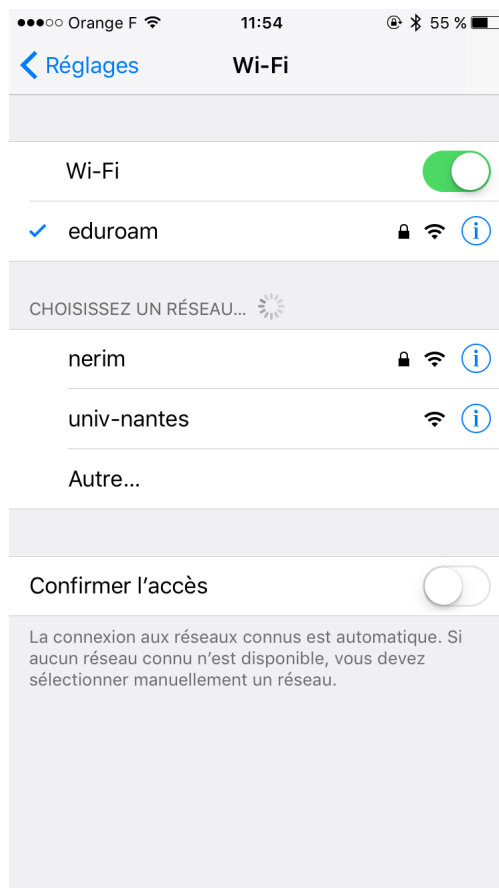 Orange F 11:54 55 %
Réglages Wi-Fi
Wi-Fi
eduroam
CHOISISSEZ UN RÉSEAU...
nerim
univ-nantes
Autre...
Confirmer l’accès
La connexion aux réseaux connus est automatique. Si
aucun réseau connu n’est disponible, vous devez
sélectionner manuellement un réseau.